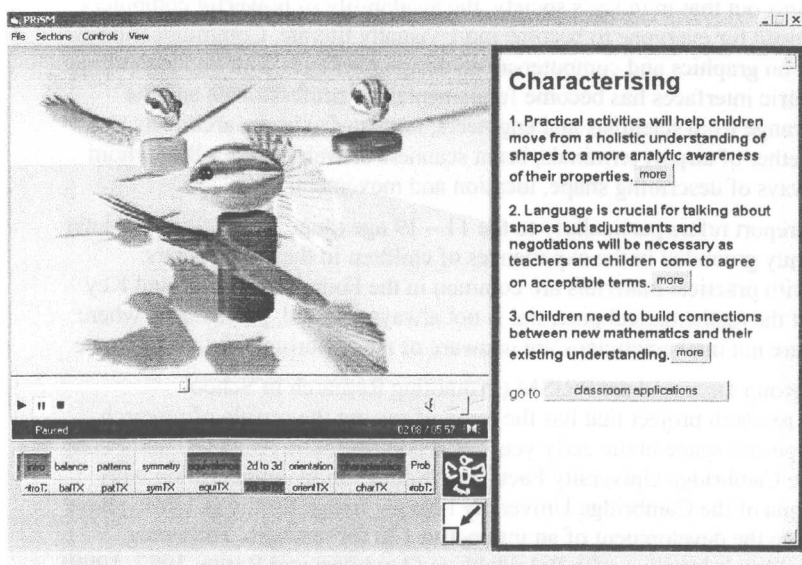 PRiSM
File Sections Controls View
Characterising
1. Practical activities will help children
move from a holistic understanding of
shapes to a more analytic awareness
of their properties. more
2. Language is crucial for talking about
shapes but adjustments and
negotiations will be necessary as
teachers and children come to agree
on acceptable terms. more
3. Children need to build connections
between new mathematics and their
existing understanding. more
go to classroom applications
Paused 02:08 / 05:57
intro balance patterns symmetry equivalence 2d to 3d orientation characteristics Prob
ntroT: balTX patTX symTX equiTX orientTX charTX